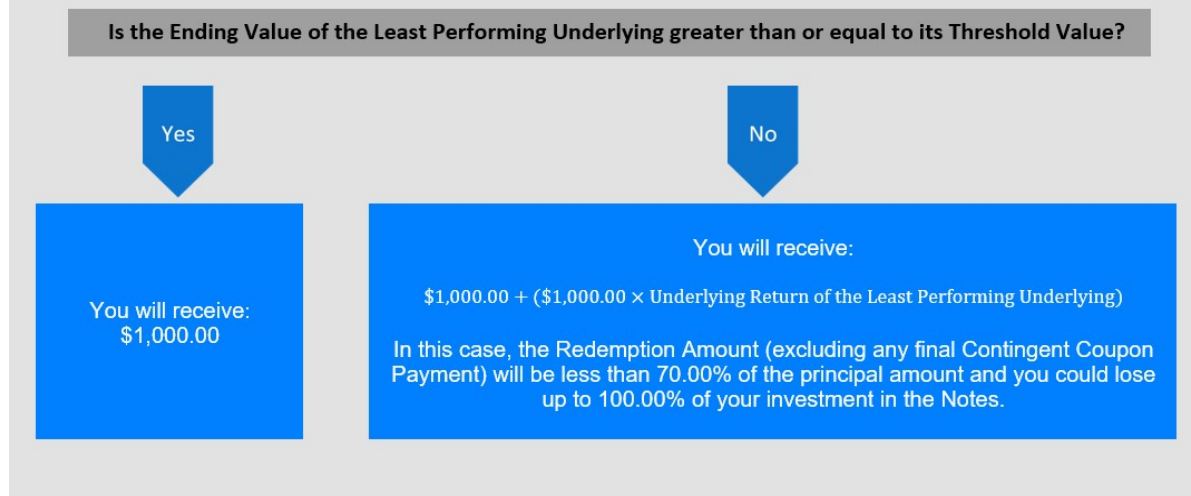 Is the Ending Value of the Least Performing Underlying greater than or equal to its Threshold Value?
Yes
No
You will receive:
$1,000.00
You will receive:
$1,000.00 + ($1,000.00 × Underlying Return of the Least Performing Underlying)
In this case, the Redemption Amount (excluding any final Contingent Coupon
Payment) will be less than 70.00% of the principal amount and you could lose
up to 100.00% of your investment in the Notes.